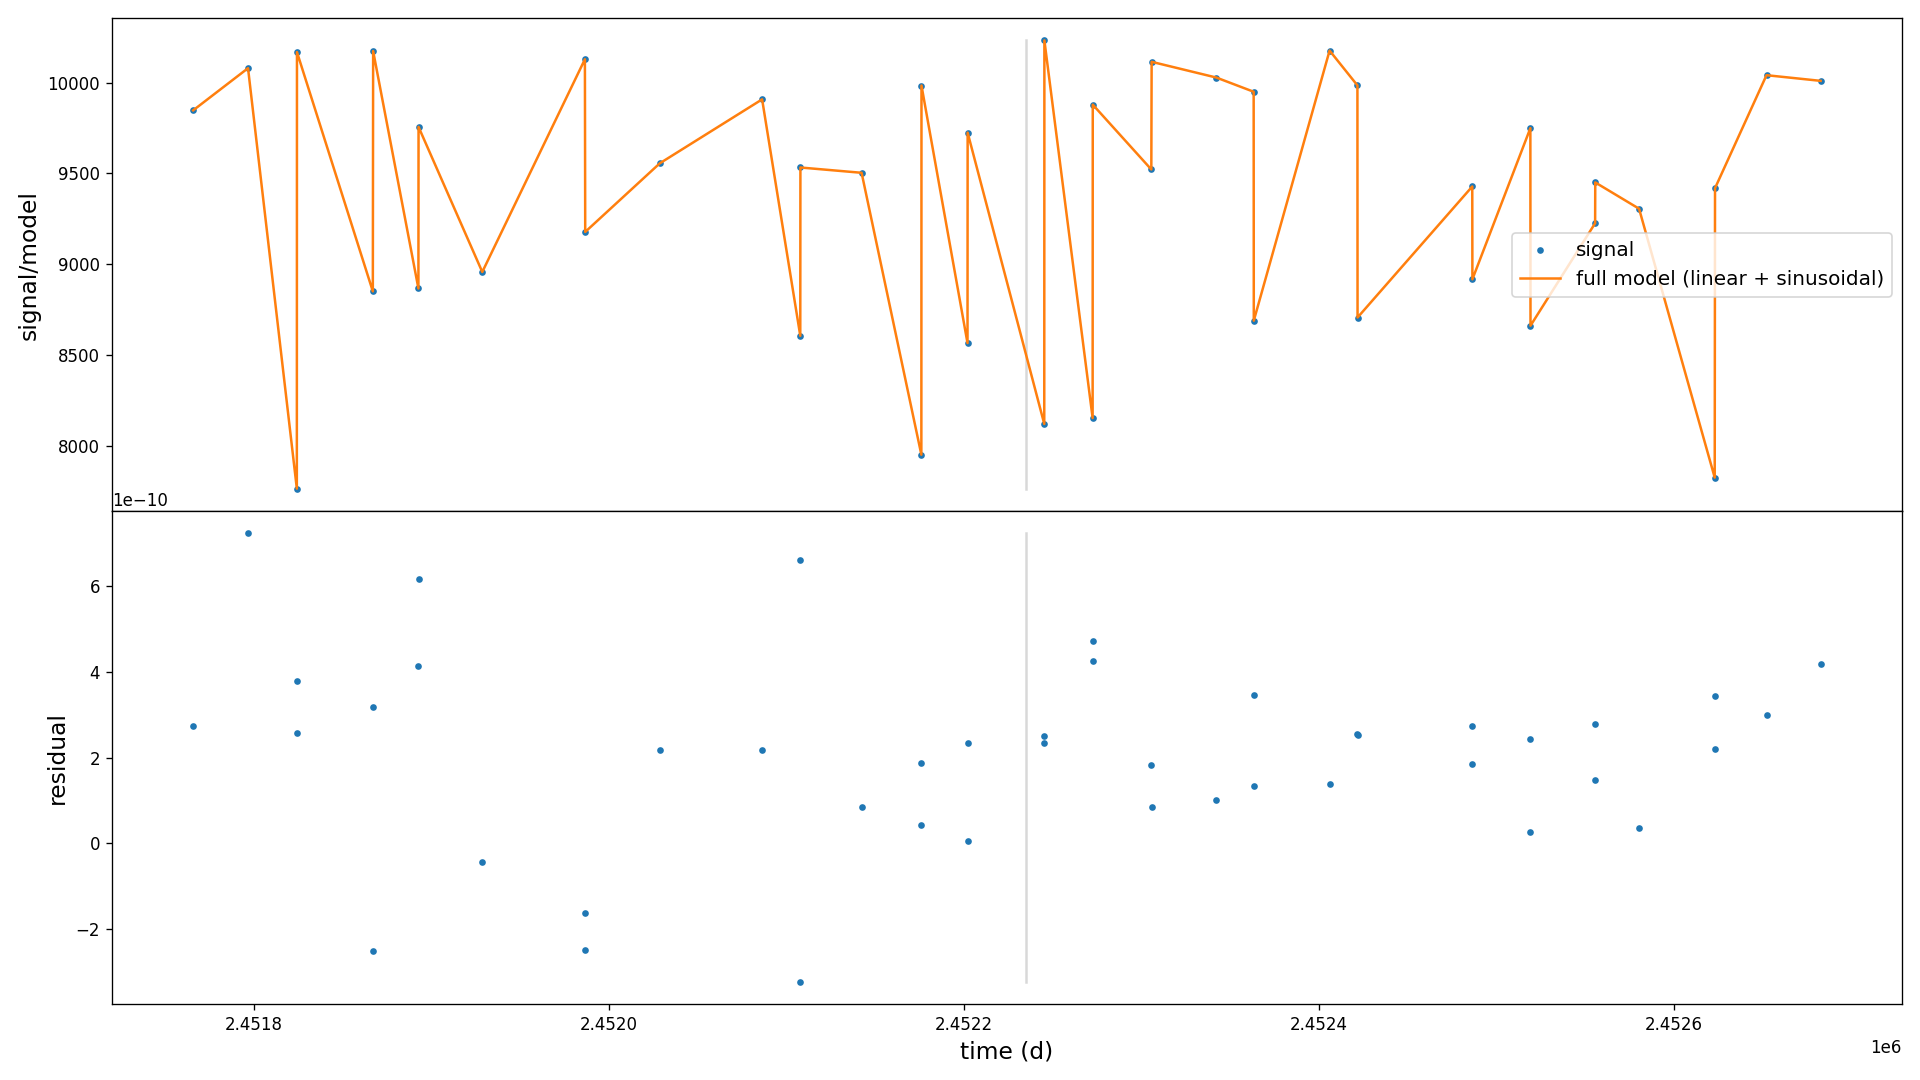 signal/model
10000
9500
9000
8500
8000
signal
full model (linear + sinusoidal)
1e−10
residual
6
4
2
0
−2
2.4518
2.4520
2.4522
2.4524
2.4526
time (d)
1e6